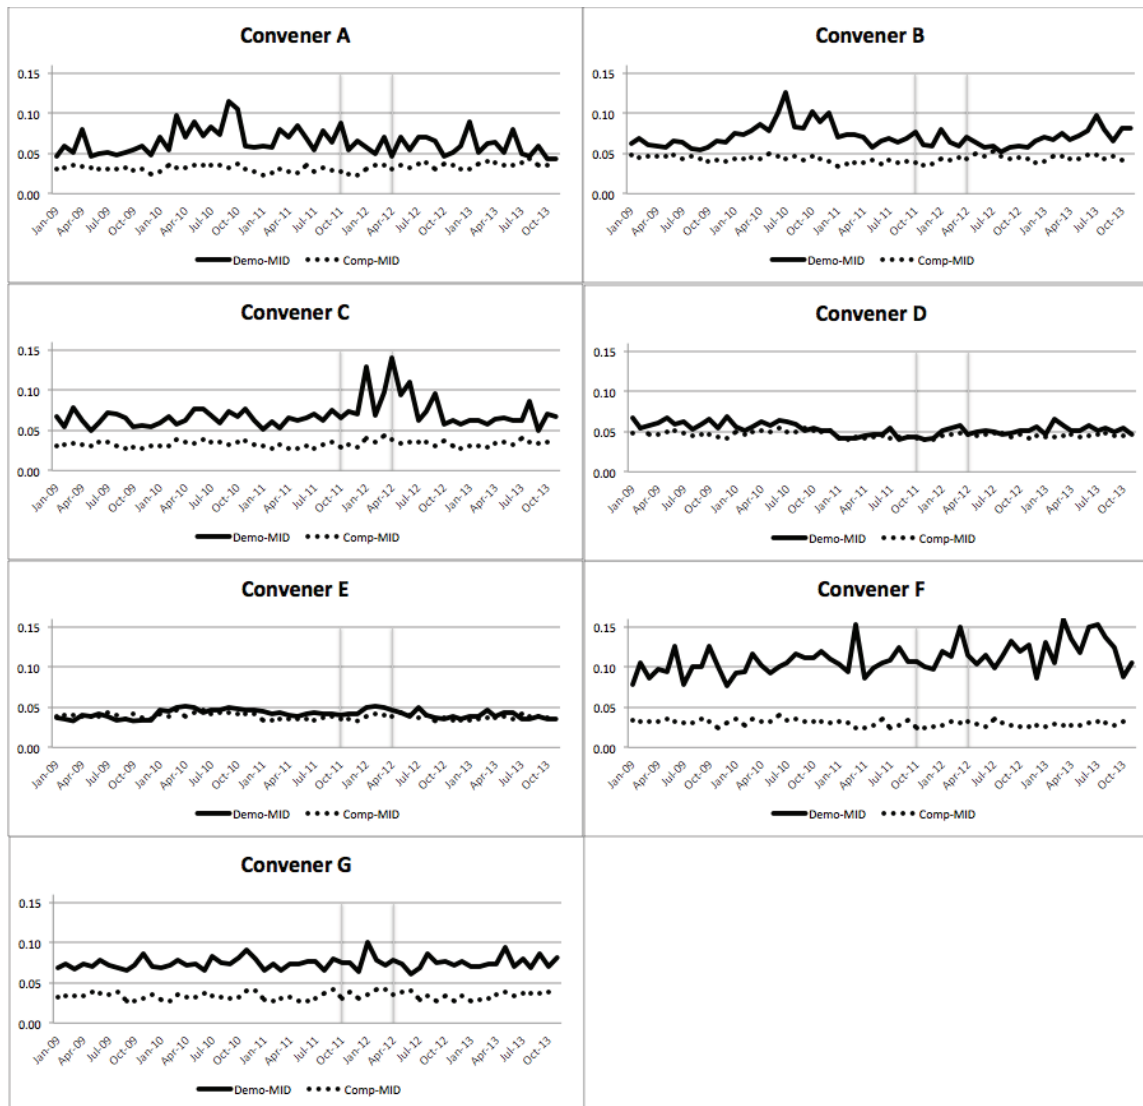 Convener A
0.15
0.10
0.05
0.00
Jan-09 Apr-09 Jul-09 Oct-09 Jan-10 Apr-10 Jul-10 Oct-10 Jan-11 Apr-11 Jul-11 Oct-11 Jan-12 Apr-12 Jul-12 Oct-12 Jan-13 Apr-13 Jul-13 Oct-13
Demo-MID Comp-MID
Convener B
0.15
0.10
0.05
0.00
Jan-09 Apr-09 Jul-09 Oct-09 Jan-10 Apr-10 Jul-10 Oct-10 Jan-11 Apr-11 Jul-11 Oct-11 Jan-12 Apr-12 Jul-12 Oct-12 Jan-13 Apr-13 Jul-13 Oct-13
Demo-MID Comp-MID
Convener C
0.15
0.10
0.05
0.00
Jan-09 Apr-09 Jul-09 Oct-09 Jan-10 Apr-10 Jul-10 Oct-10 Jan-11 Apr-11 Jul-11 Oct-11 Jan-12 Apr-12 Jul-12 Oct-12 Jan-13 Apr-13 Jul-13 Oct-13
Demo-MID Comp-MID
Convener D
0.15
0.10
0.05
0.00
Jan-09 Apr-09 Jul-09 Oct-09 Jan-10 Apr-10 Jul-10 Oct-10 Jan-11 Apr-11 Jul-11 Oct-11 Jan-12 Apr-12 Jul-12 Oct-12 Jan-13 Apr-13 Jul-13 Oct-13
Demo-MID Comp-MID
Convener E
0.15
0.10
0.05
0.00
Jan-09 Apr-09 Jul-09 Oct-09 Jan-10 Apr-10 Jul-10 Oct-10 Jan-11 Apr-11 Jul-11 Oct-11 Jan-12 Apr-12 Jul-12 Oct-12 Jan-13 Apr-13 Jul-13 Oct-13
Demo-MID Comp-MID
Convener F
0.15
0.10
0.05
0.00
Jan-09 Apr-09 Jul-09 Oct-09 Jan-10 Apr-10 Jul-10 Oct-10 Jan-11 Apr-11 Jul-11 Oct-11 Jan-12 Apr-12 Jul-12 Oct-12 Jan-13 Apr-13 Jul-13 Oct-13
Demo-MID Comp-MID
Convener G
0.15
0.10
0.05
0.00
Jan-09 Apr-09 Jul-09 Oct-09 Jan-10 Apr-10 Jul-10 Oct-10 Jan-11 Apr-11 Jul-11 Oct-11 Jan-12 Apr-12 Jul-12 Oct-12 Jan-13 Apr-13 Jul-13 Oct-13
Demo-MID Comp-MID